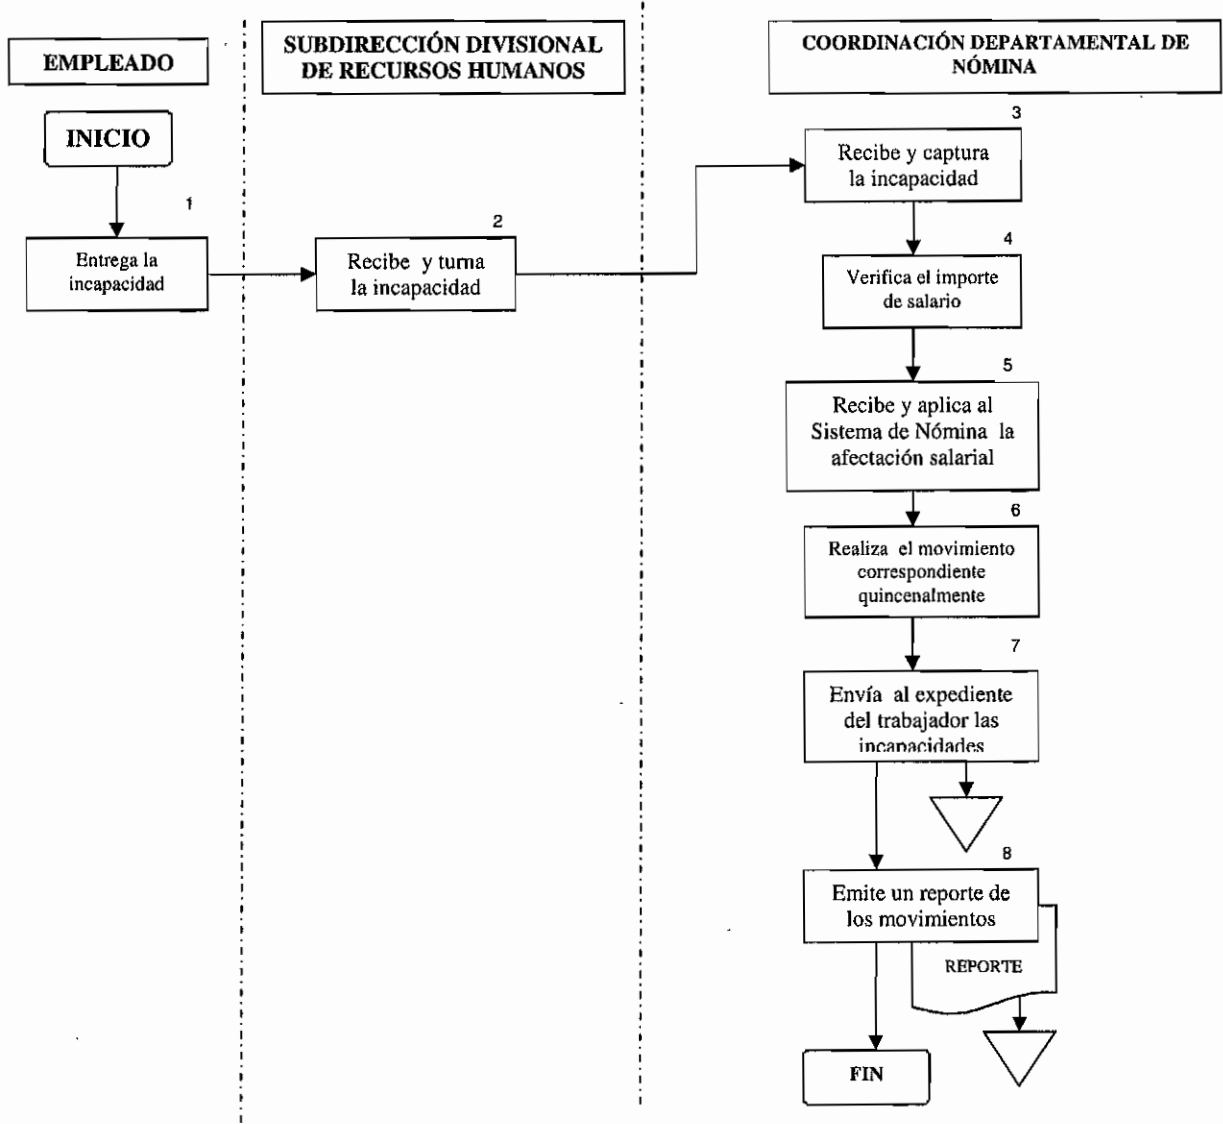 EMPLEADO
SUBDIRECCIÓN DIVISIONAL
DE RECURSOS HUMANOS
COORDINACIÓN DEPARTAMENTAL DE
NÓMINA
INICIO
1
Entrega la
incapacidad
2
Recibe y turna
la incapacidad
3
Recibe y captura
la incapacidad
4
Verifica el importe
de salario
5
Recibe y aplica al
Sistema de Nómina la
afectación salarial
6
Realiza el movimiento
correspondiente
quincenalmente
7
Envía al expediente
del trabajador las
incapacidades
8
Emite un reporte de
los movimientos
REPORTE
FIN